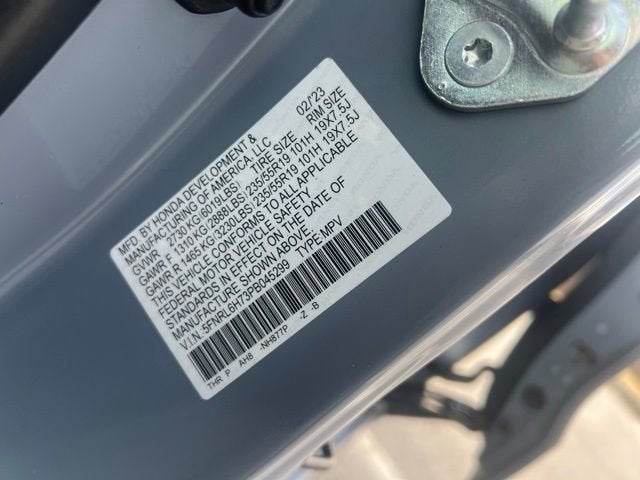 MFD. BY HONDA DEVELOPMENT & 02/'23
MANUFACTURING OF AMERICA, LLC
GVWR 2730 KG (6019LBS) TIRE SIZE RIM SIZE
GAWR F 1310 KG (2888LBS) 235/55R19 101H 19X7.5J
GAWR R 1465 KG (3230LBS) 235/55R19 101H 19X7.5J
THIS VEHICLE CONFORMS TO ALL APPLICABLE
FEDERAL MOTOR VEHICLE SAFETY
STANDARDS IN EFFECT ON THE DATE OF
MANUFACTURE SHOWN ABOVE.
V.I.N. 5FNRL6H73PB045299 TYPE:MPV
THR P AH8 -NH877P -Z -B